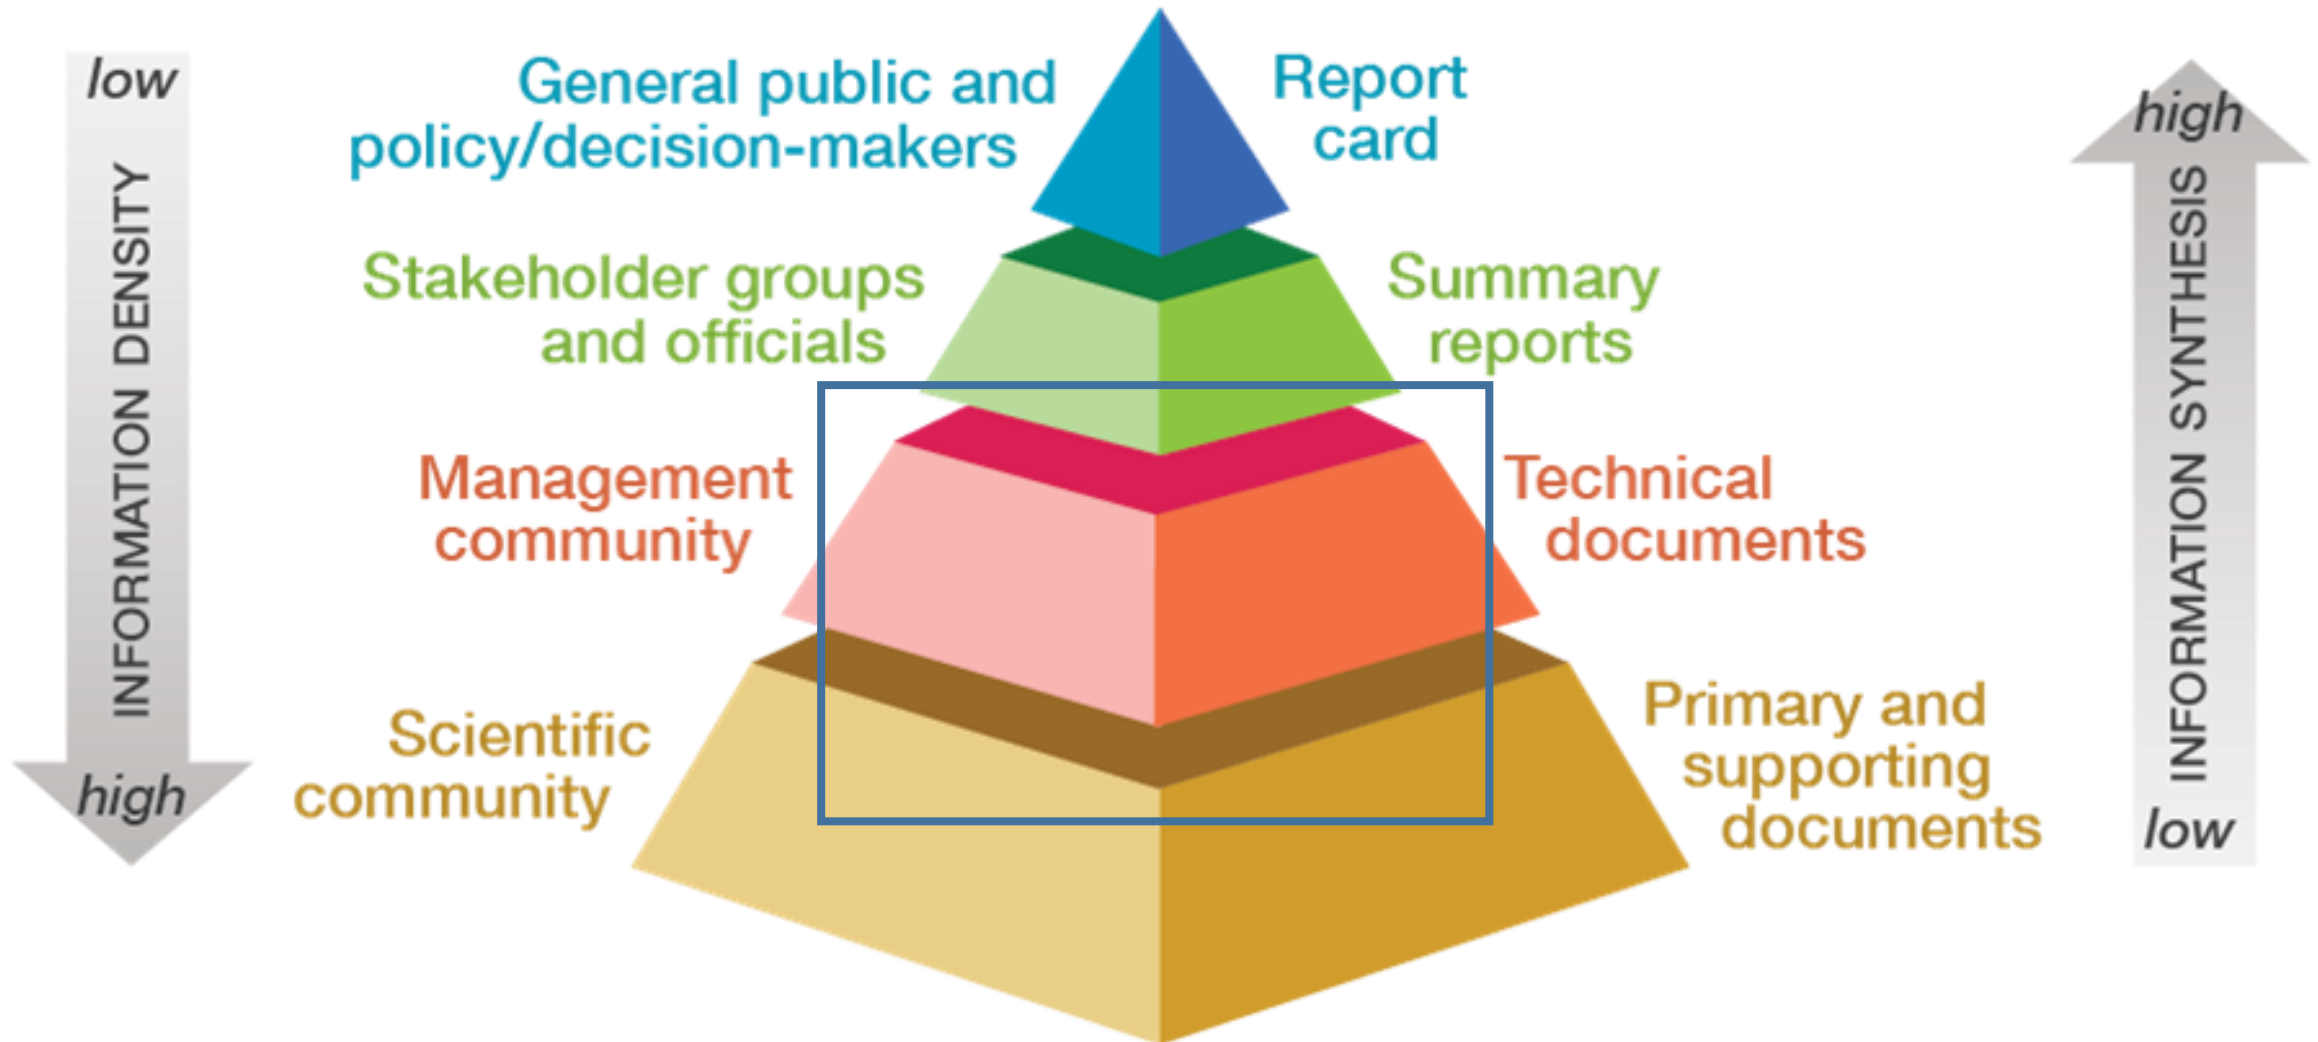 low
INFORMATION DENSITY
high
General public and
policy/decision-makers
Report
card
Stakeholder groups
and officials
Summary
reports
Management
community
Technical
documents
Scientific
community
Primary and
supporting
documents
high
INFORMATION SYNTHESIS
low